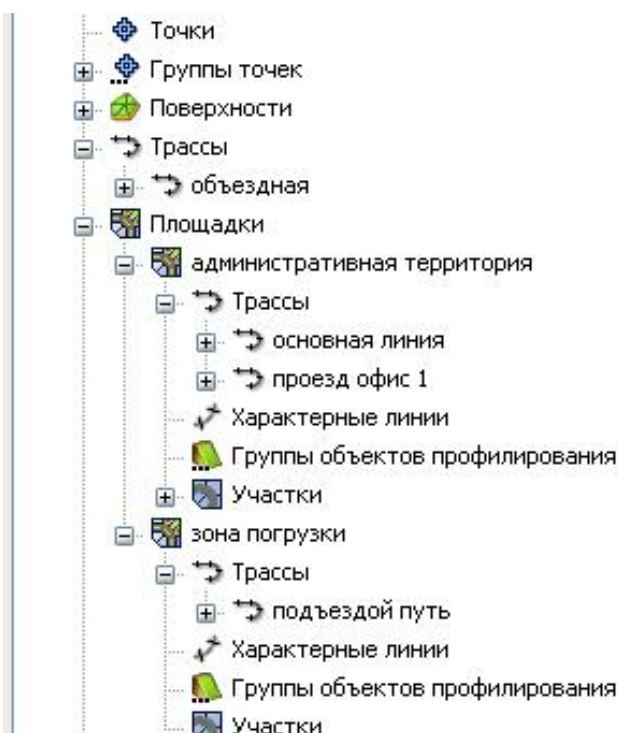 Точки
Группы точек
Поверхности
Трассы
объездная
Площадки
административная территория
Трассы
основная линия
проезд офис 1
Характерные линии
Группы объектов профилирования
Участки
зона погрузки
Трассы
подъездой путь
Характерные линии
Группы объектов профилирования
Участки